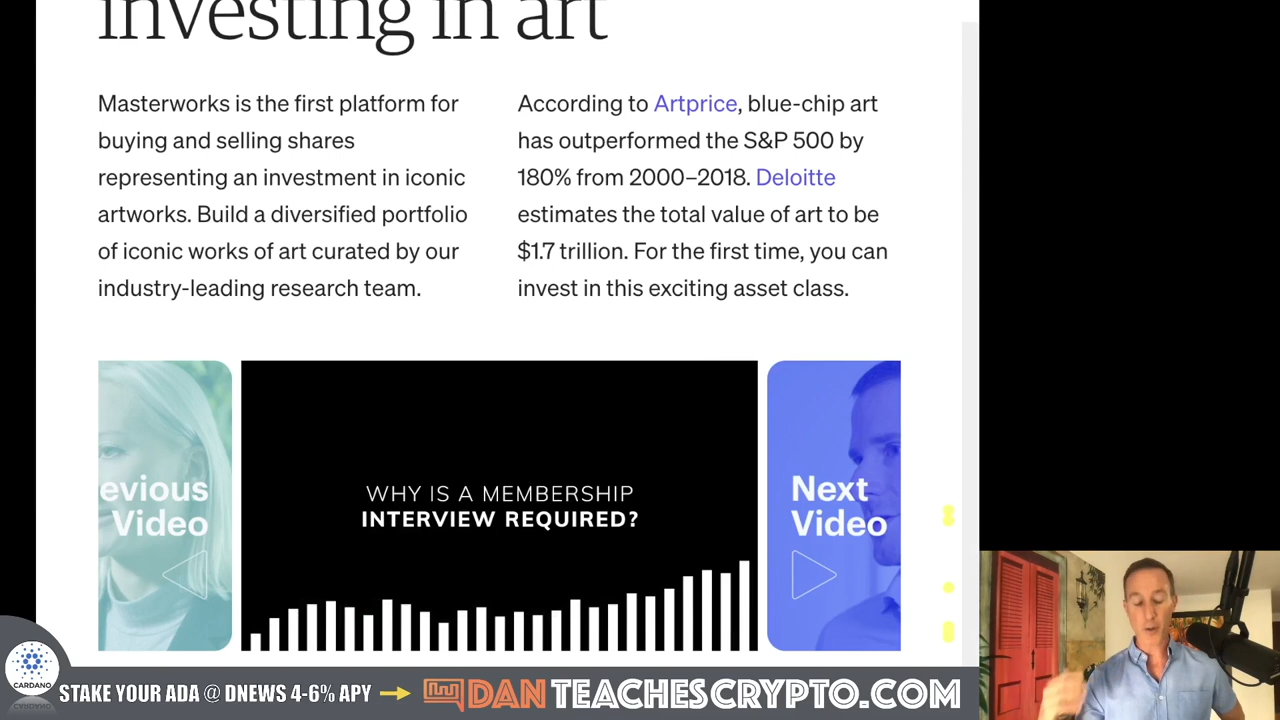 investing in art
Masterworks is the first platform for
buying and selling shares
representing an investment in iconic
artworks. Build a diversified portfolio
of iconic works of art curated by our
industry-leading research team.
According to Artprice, blue-chip art
has outperformed the S&P 500 by
180% from 2000–2018. Deloitte
estimates the total value of art to be
$1.7 trillion. For the first time, you can
invest in this exciting asset class.
evious
Video
WHY IS A MEMBERSHIP
INTERVIEW REQUIRED?
Next
Video
CARDANO
STAKE YOUR ADA @ DNEWS 4-6% APY
DAN TEACHESCRYPTO.COM